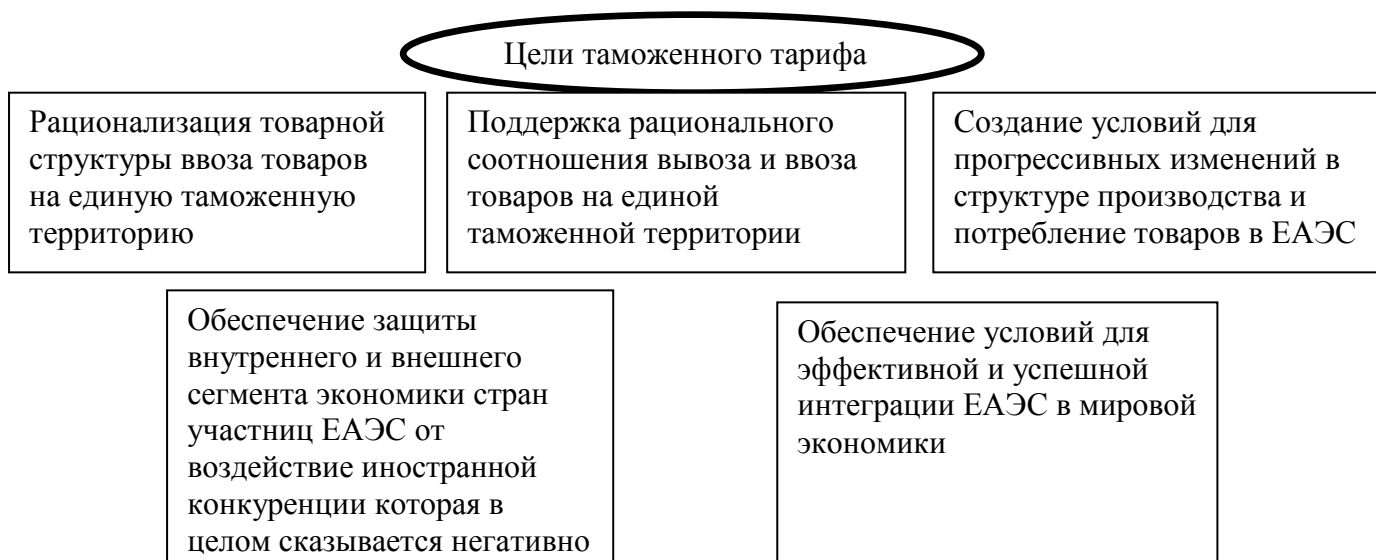 Цели таможенного тарифа
Рационализация товарной
структуры ввоза товаров
на единую таможенную
территорию
Поддержка рационального
соотношения вывоза и ввоза
товаров на единой
таможенной территории
Создание условий для
прогрессивных изменений в
структуре производства и
потребление товаров в ЕАЭС
Обеспечение защиты
внутреннего и внешнего
сегмента экономики стран
участниц ЕАЭС от
воздействие иностранной
конкуренции которая в
целом сказывается негативно
Обеспечение условий для
эффективной и успешной
интеграции ЕАЭС в мировой
экономики